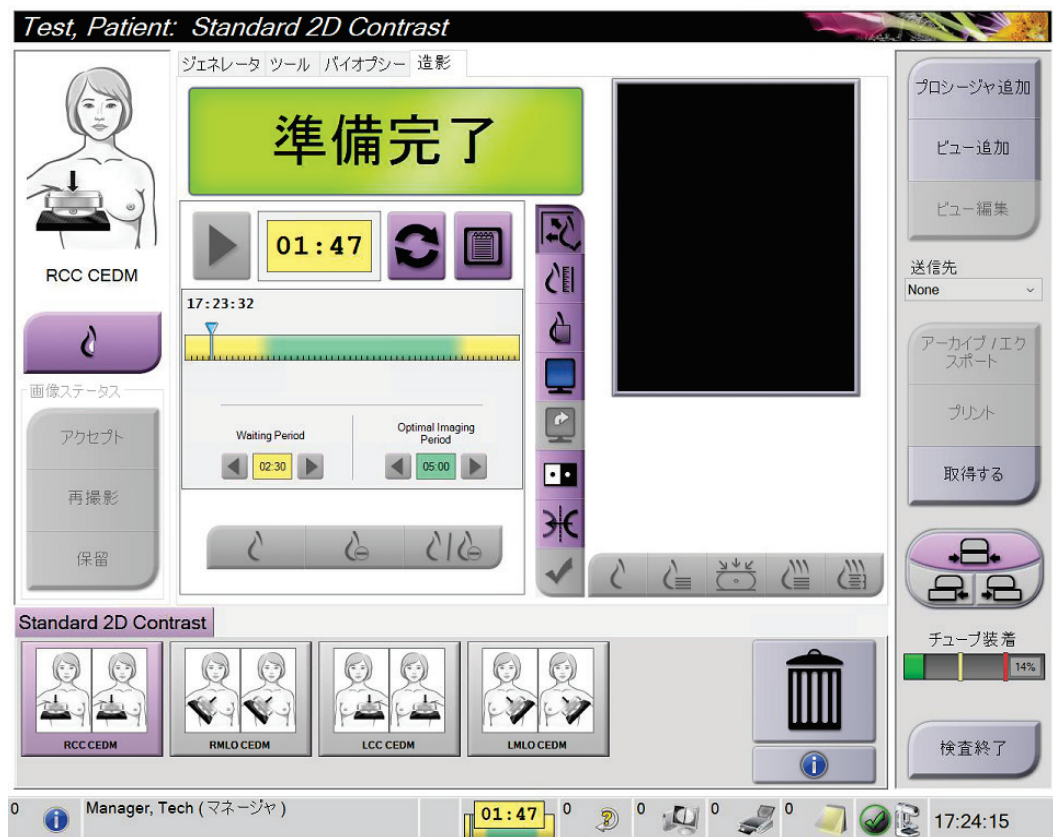 Test, Patient: Standard 2D Contrast
ジェネレータ ツール バイオプシー 造影
準備完了
RCC CEDM
01:47
17:23:32
Waiting Period
Optimal Imaging
Period
02:30
05:00
画像ステータス
アクセプト
再撮影
保留
プロシージャ追加
ビュー追加
ビュー編集
送信先
None
アーカイブ / エク
スポート
プリント
取得する
チューブ装着
14%
検査終了
Standard 2D Contrast
RCC CEDM
RMLO CEDM
LCC CEDM
LMLO CEDM
0
Manager, Tech (マネージャ)
01:47
0
0
0
0
17:24:15